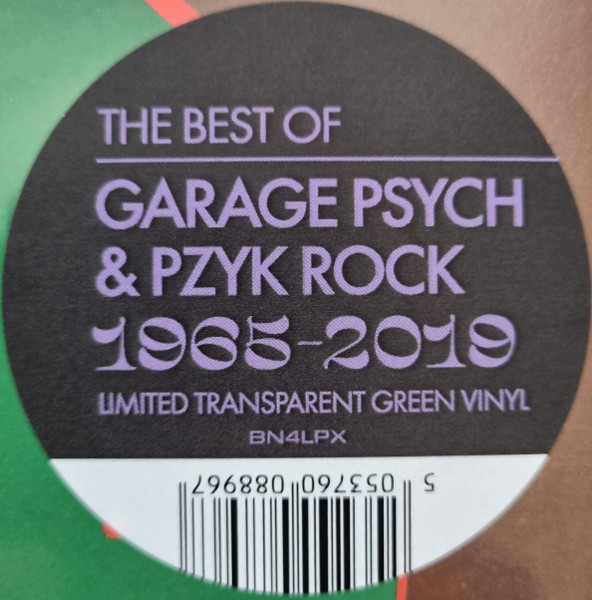 THE BEST OF
GARAGE PSYCH
& PZYK ROCK
1965-2019
LIMITED TRANSPARENT GREEN VINYL
BN4LPX
5 053760 088967